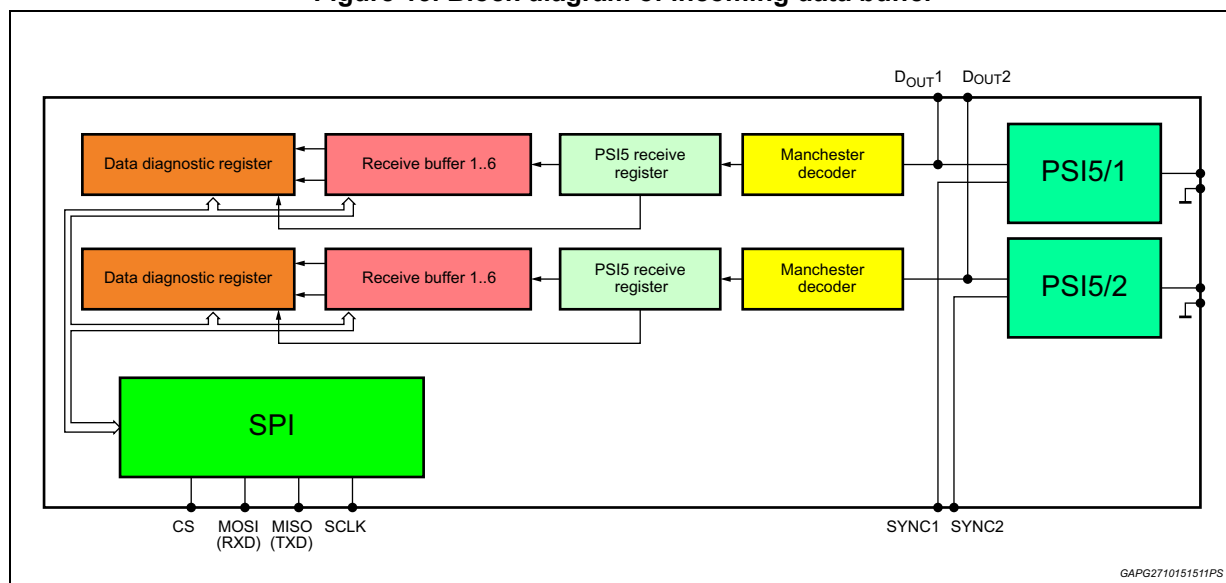 DOUT1 DOUT2
Data diagnostic register
Receive buffer 1..6
PSI5 receive
register
Manchester
decoder
PSI5/1
Data diagnostic register
Receive buffer 1..6
PSI5 receive
register
Manchester
decoder
PSI5/2
SPI
CS MOSI MISO SCLK
(RXD) (TXD)
SYNC1 SYNC2
GAPG2710151511PS